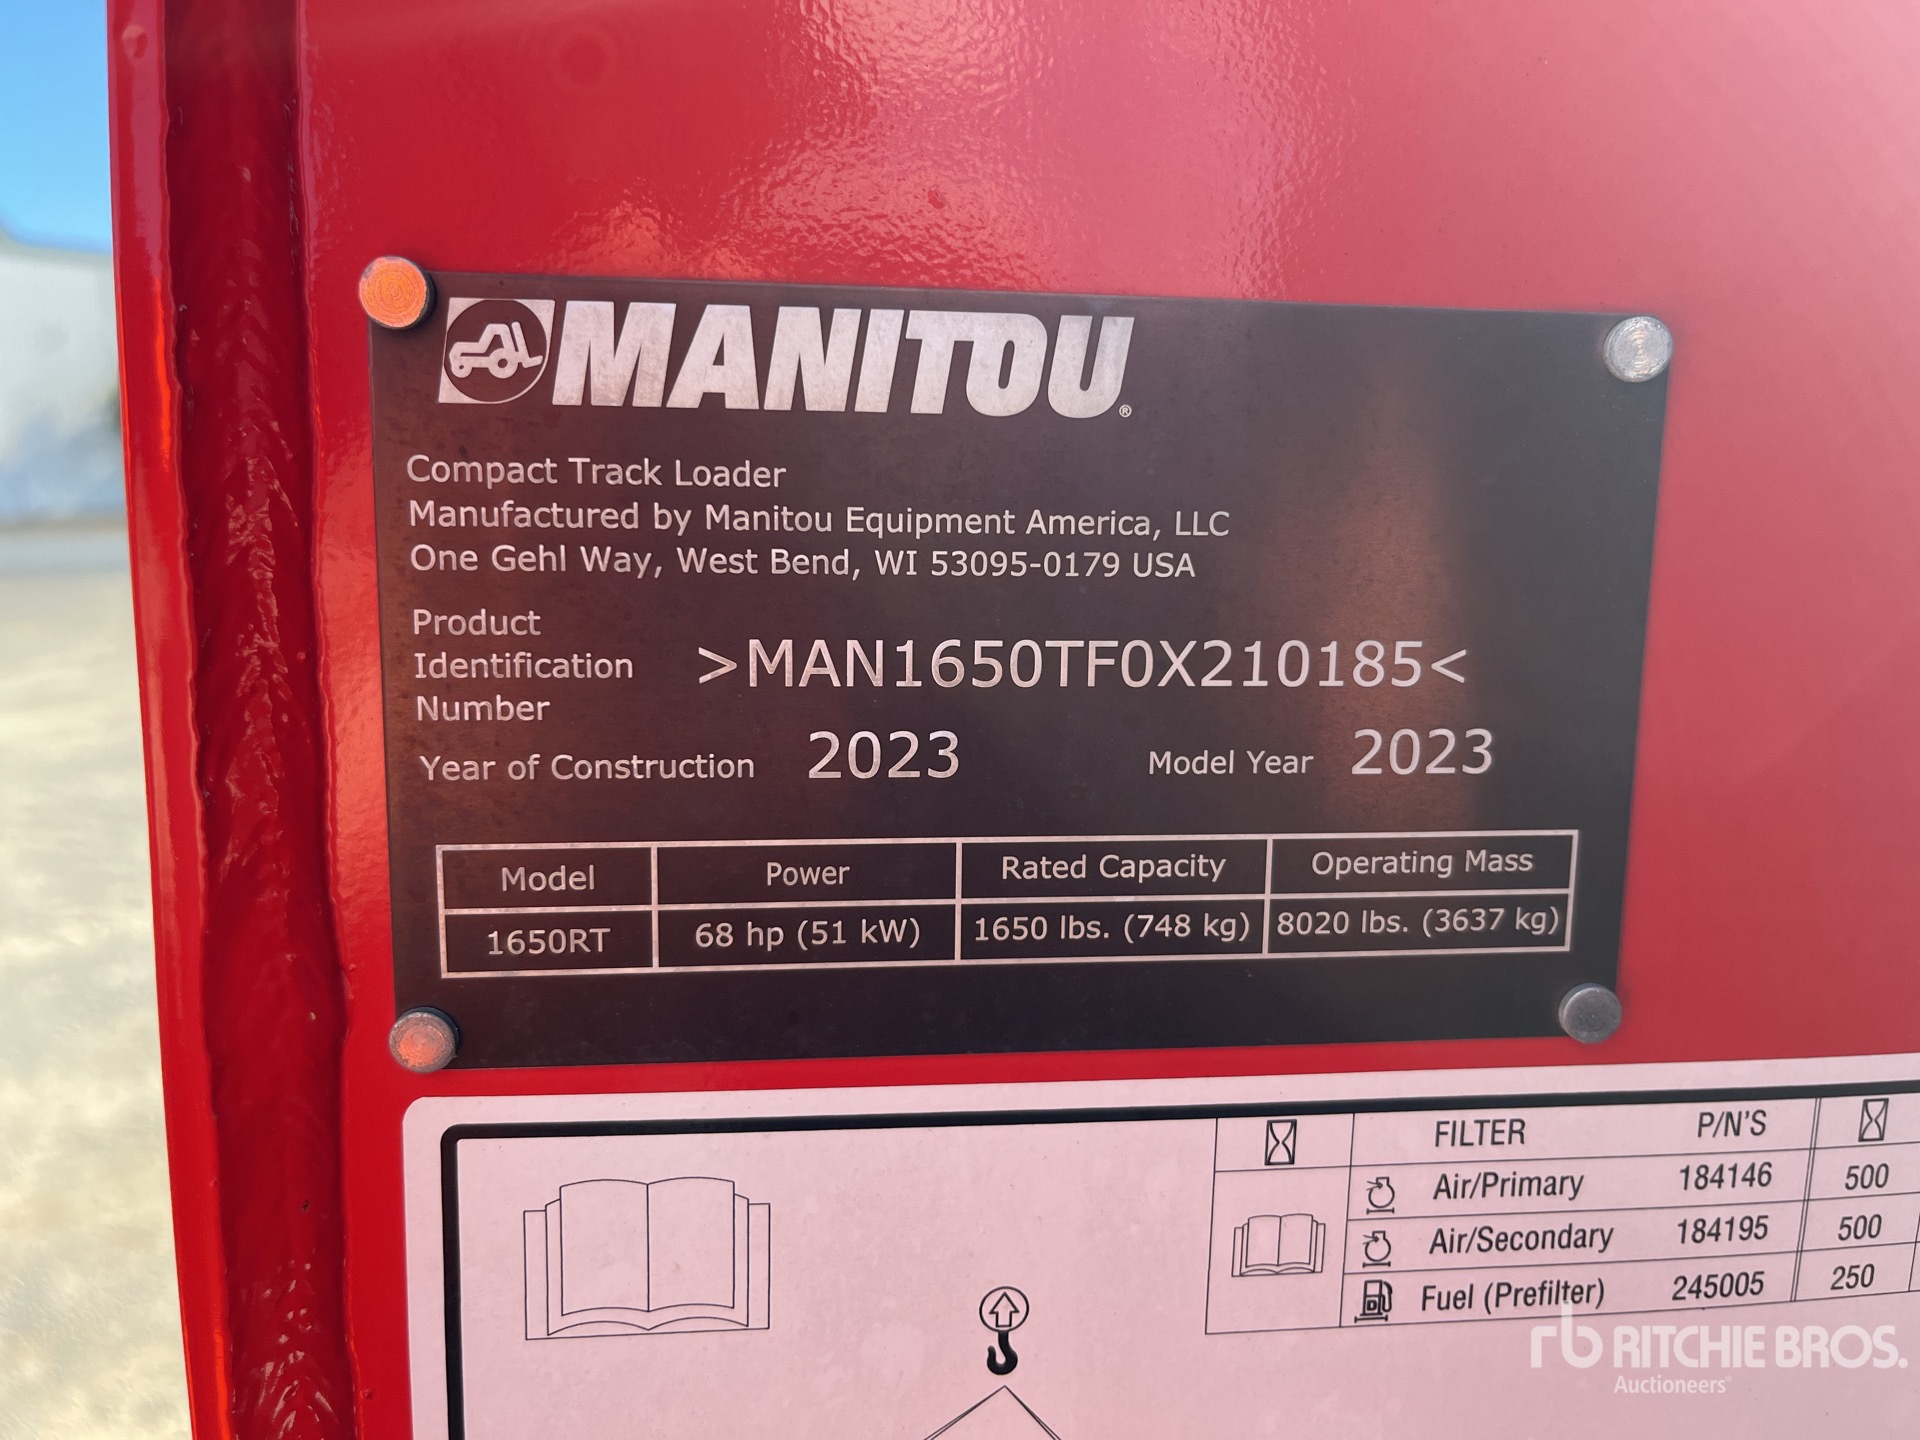 MANITOU®
Compact Track Loader
Manufactured by Manitou Equipment America, LLC
One Gehl Way, West Bend, WI 53095-0179 USA
Product
Identification
Number
>MAN1650TF0X210185<
Year of Construction 2023 Model Year 2023
Model Power Rated Capacity Operating Mass
1650RT 68 hp (51 kW) 1650 lbs. (748 kg) 8020 lbs. (3637 kg)
FILTER P/N'S
Air/Primary 184146 500
Air/Secondary 184195 500
Fuel (Prefilter) 245005 250
rb RITCHIE BROS.
Auctioneers